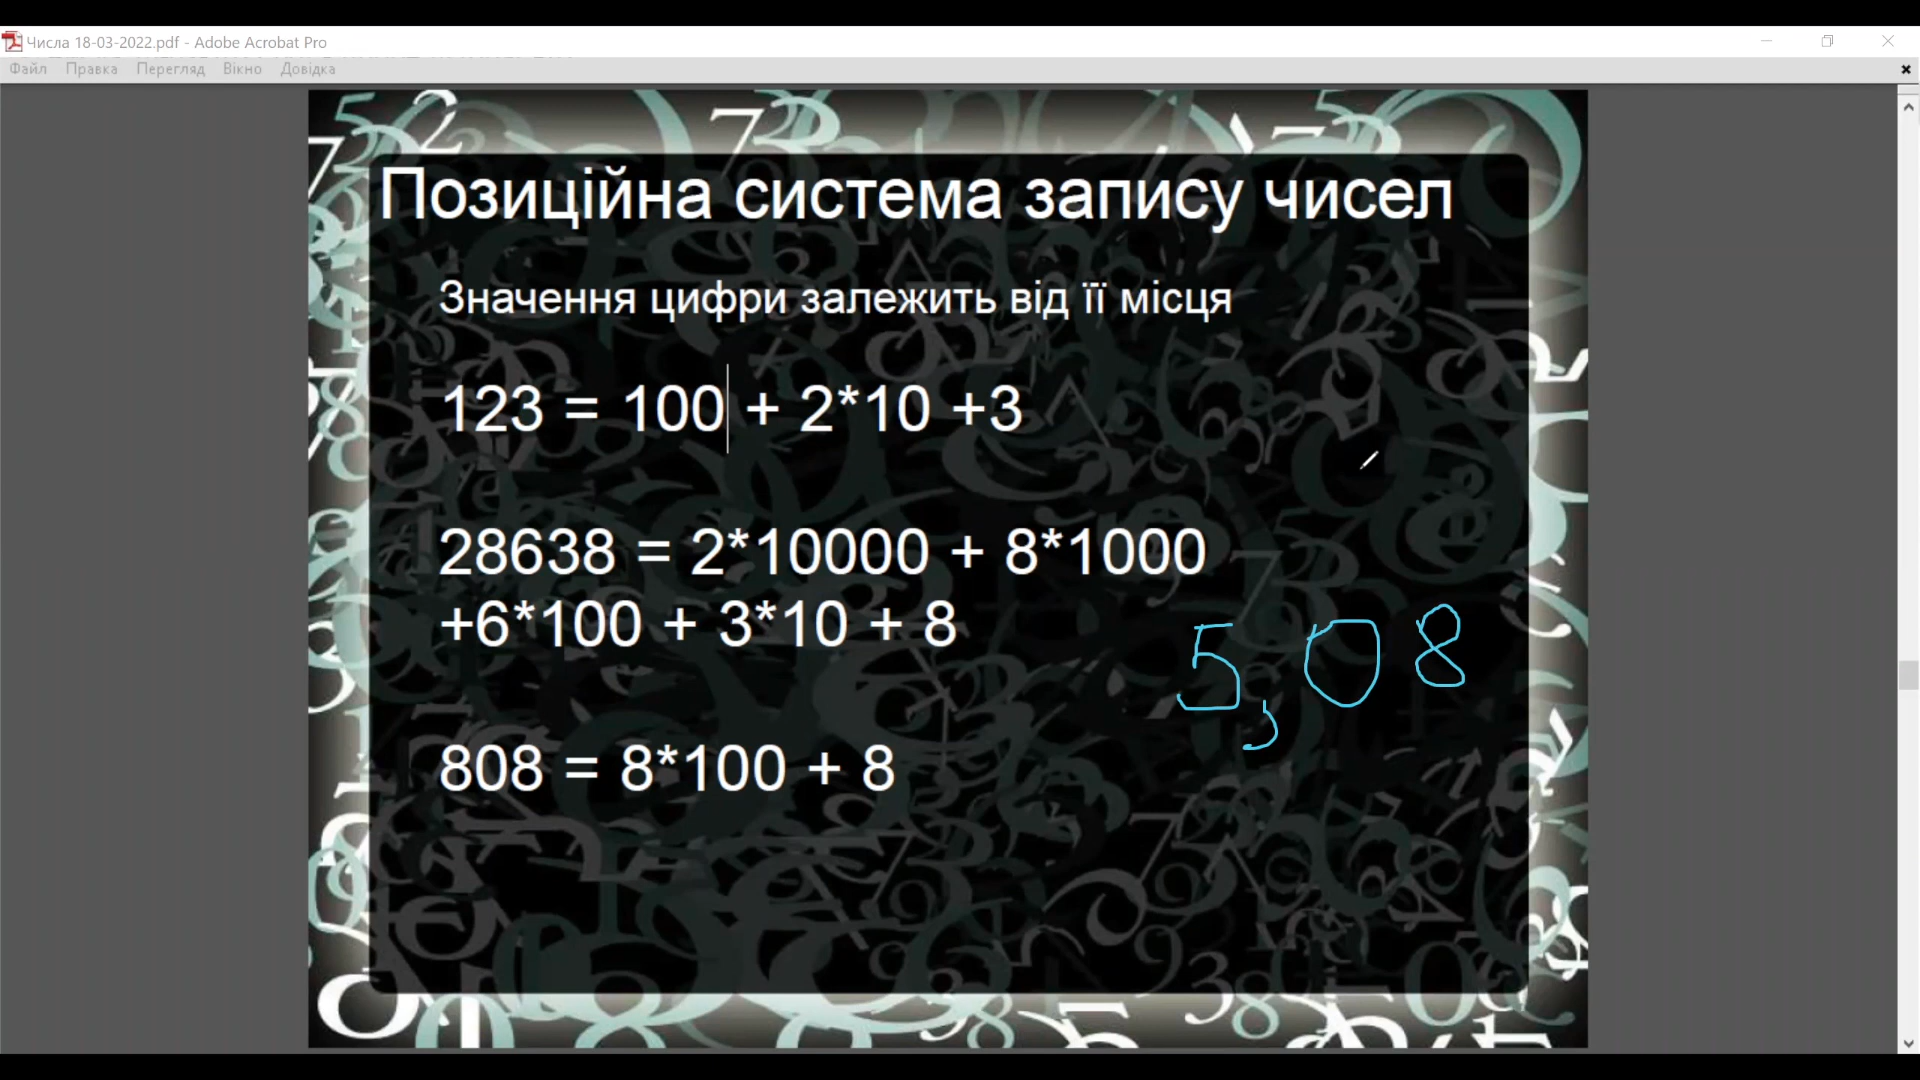 Числа 18-03-2022.pdf - Adobe Acrobat Pro
Файл Правка Перегляд Вікно Довідка
Позиційна система запису чисел
Значення цифри залежить від її місця
123 = 100 + 2*10 +3
28638 = 2*10000 + 8*1000
+6*100 + 3*10 + 8
5,08
808 = 8*100 + 8